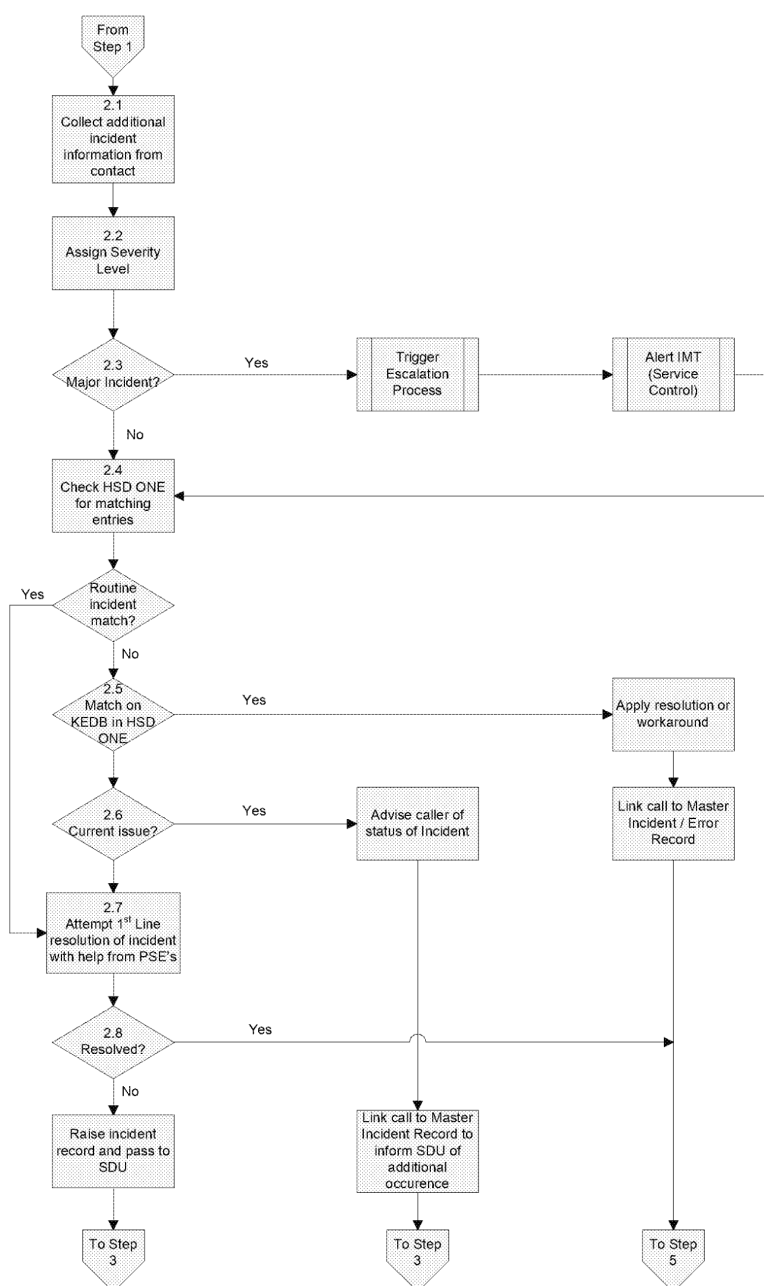 From
Step 1
2.1
Collect additional
incident
information from
contact
2.2
Assign Severity
Level
2.3
Major Incident?
Yes
Trigger
Escalation
Process
Alert IMT
(Service
Control)
No
2.4
Check HSD ONE
for matching
entries
Routine
incident
match?
Yes
No
2.5
Match on
KEDB in HSD
ONE
Yes
Apply resolution or
workaround
2.6
Current issue?
Yes
Advise caller of
status of Incident
Link call to Master
Incident / Error
Record
2.7
Attempt 1st Line
resolution of incident
with help from PSE's
2.8
Resolved?
Yes
No
Raise incident
record and pass to
SDU
Link call to Master
Incident Record to
inform SDU of
additional
occurence
To Step
3
To Step
3
To Step
5